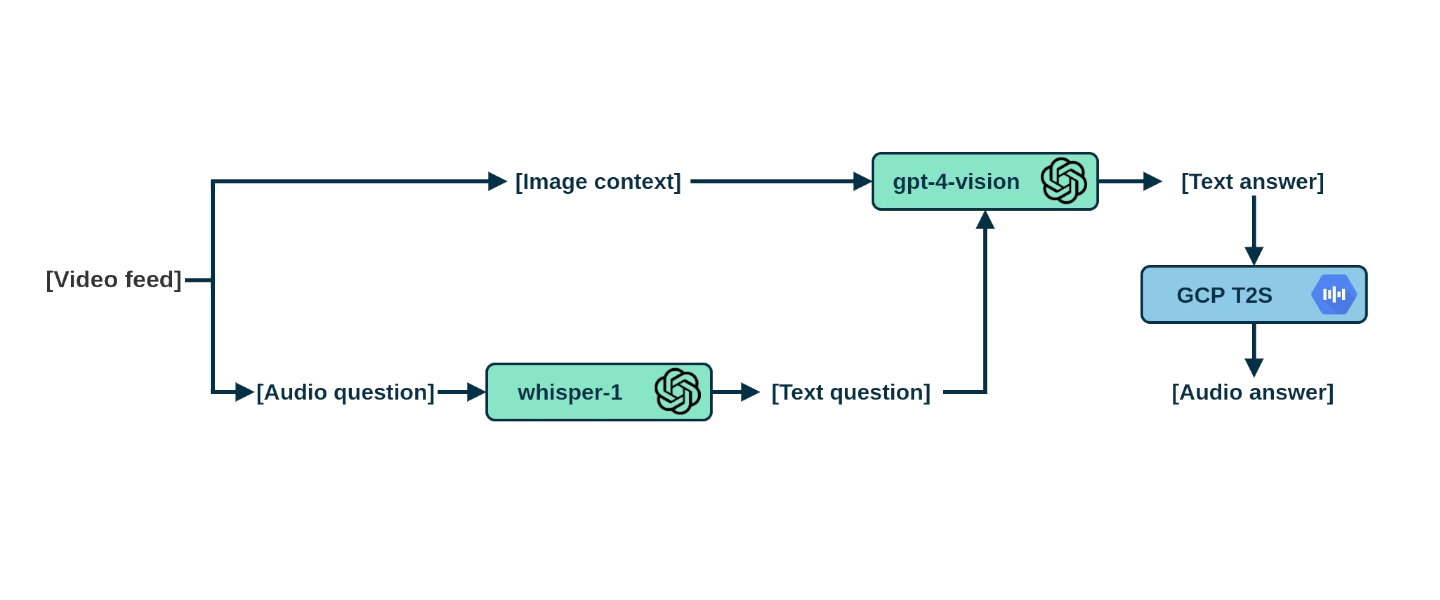 [Video feed]
[Image context]
gpt-4-vision
[Text answer]
GCP T2S
[Audio question]
whisper-1
[Text question]
[Audio answer]